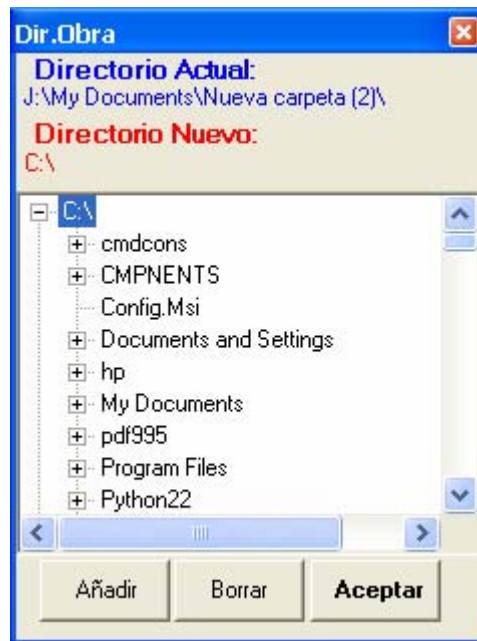 Dir.Obra
Directorio Actual:
J:\My Documents\Nueva carpeta (2)\
Directorio Nuevo:
C:\
C:\
cmdcons
CMPNENTS
Config.Msi
Documents and Settings
hp
My Documents
pdf995
Program Files
Python22
Añadir Borrar Aceptar